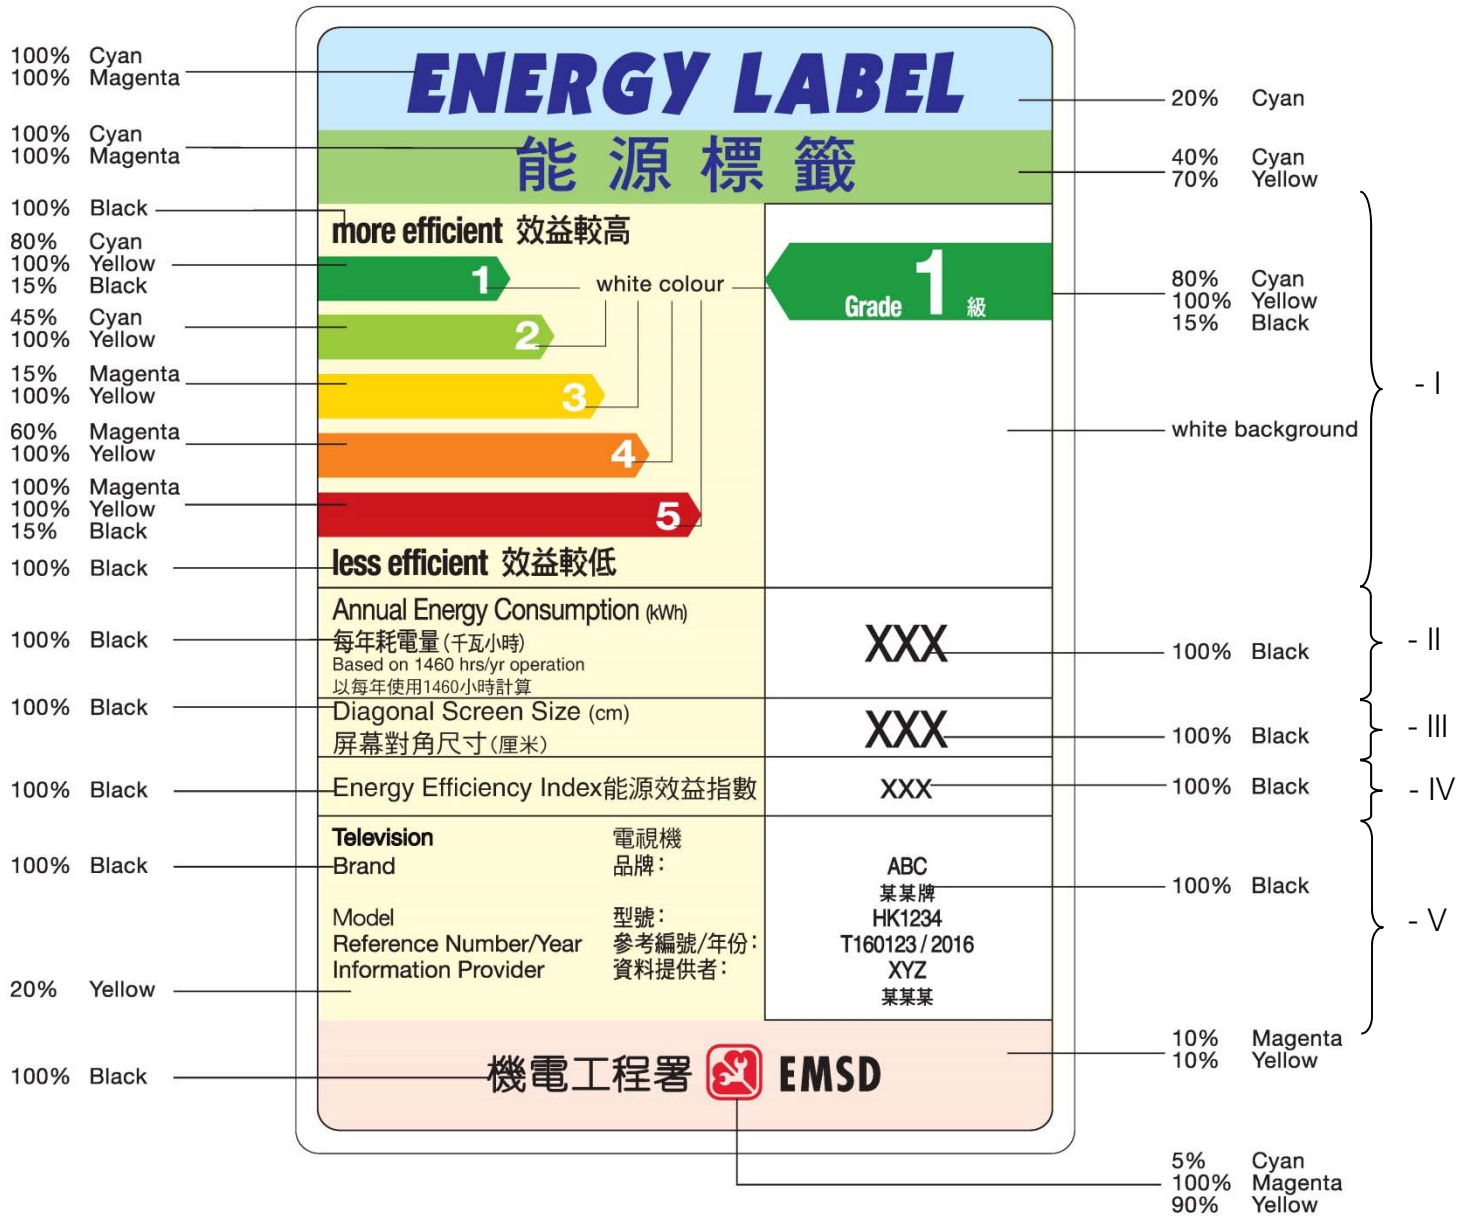 100% Cyan
100% Magenta
ENERGY LABEL
20% Cyan
100% Cyan
100% Magenta
能源標籤
40% Cyan
70% Yellow
100% Black
more efficient 效益較高
80% Cyan
100% Yellow
15% Black
1
white colour
Grade 1 級
80% Cyan
100% Yellow
15% Black
45% Cyan
100% Yellow
2
15% Magenta
100% Yellow
3
- I
60% Magenta
100% Yellow
4
white background
100% Magenta
100% Yellow
15% Black
5
100% Black
less efficient 效益較低
Annual Energy Consumption (kWh)
100% Black
每年耗電量(千瓦小時)
Based on 1460 hrs/yr operation
以每年使用1460小時計算
XXX
100% Black
- II
100% Black
Diagonal Screen Size (cm)
屏幕對角尺寸(厘米)
XXX
100% Black
- III
100% Black
Energy Efficiency Index能源效益指數
XXX
100% Black
- IV
Television 電視機
100% Black
Brand 品牌：
ABC
某某牌
100% Black
Model 型號：
HK1234
- V
Reference Number/Year 參考編號/年份：
T160123 / 2016
Information Provider 資料提供者：
XYZ
某某某
20% Yellow
10% Magenta
10% Yellow
100% Black
機電工程署 EMSD
5% Cyan
100% Magenta
90% Yellow